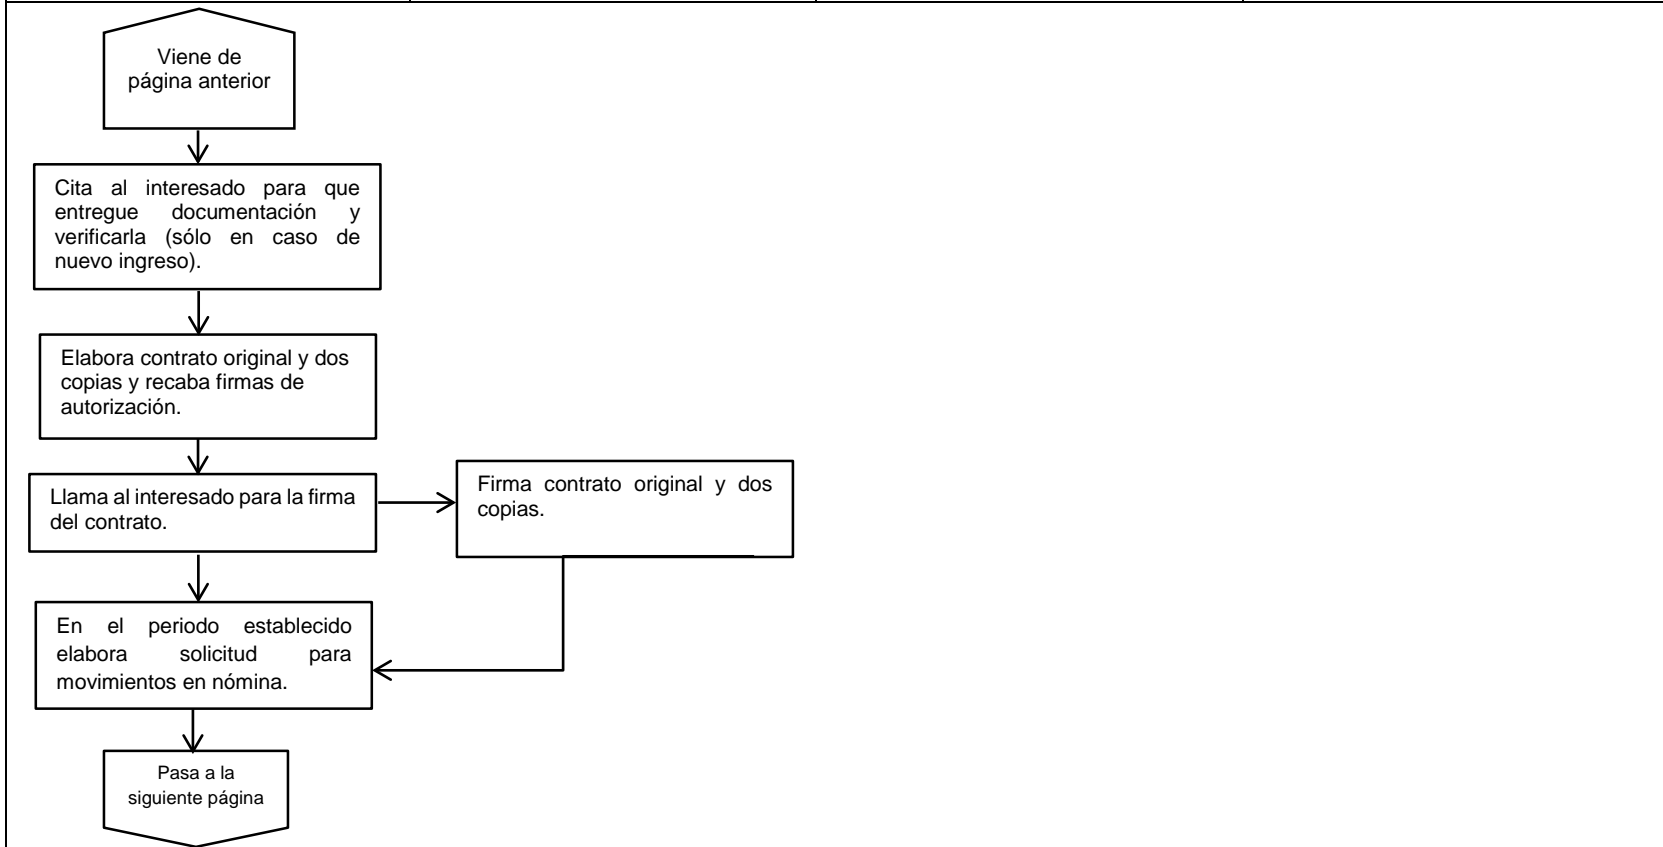 Viene de
página anterior
Cita al interesado para que
entregue documentación y
verificarla (sólo en caso de
nuevo ingreso).
Elabora contrato original y dos
copias y recaba firmas de
autorización.
Llama al interesado para la firma
del contrato.
Firma contrato original y dos
copias.
En el periodo establecido
elabora solicitud para
movimientos en nómina.
Pasa a la
siguiente página